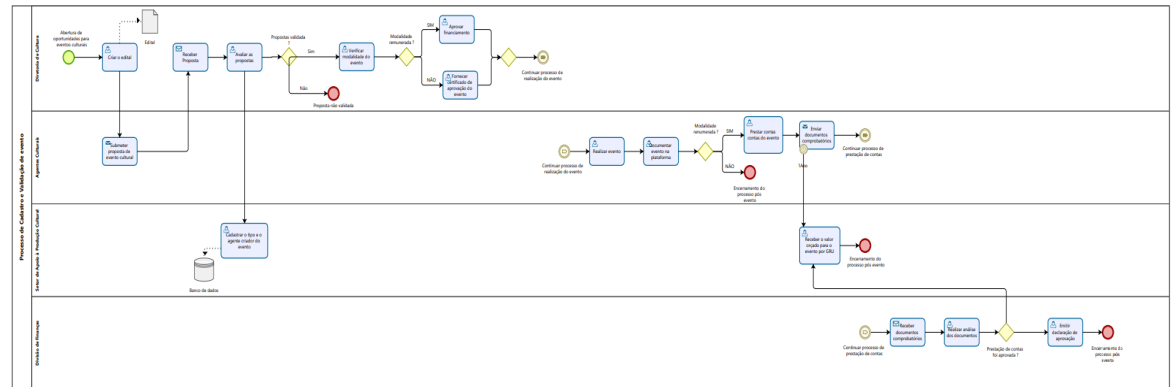 Processo de Cadastro e Validação de evento
Diretoria de Cultura
Abertura de
oportunidades para
eventos culturais
Criar o edital
Edital
Receber
Proposta
Avaliar as
propostas
Propostas validada
?
Sim
Não
Proposta não validada
Verificar
modalidade do
evento
Modalidade
remunerada ?
SIM
NÃO
Aprovar
financiamento
Fornecer
certificado de
aprovação do
evento
Continuar processo da
realização do evento
Agentes Culturais
Submeter
proposta de
evento cultural
Continuar processo da
realização do evento
Realizar evento
Documentar
evento na
plataforma
Modalidade
remunerada ?
SIM
NÃO
Prestar contas
contas do evento
Encerramento do
processo pós
evento
Enviar
documentos
comprobatórios
Continuar processo da
prestação de contas
Setor de Apoio à Produção Cultural
Cadastrar o tipo e o
agente criador do
evento
Banco de dados
Receber o valor
orçado para o
evento por GRU
Encerramento do
processo pós evento
Divisão de Finanças
Continuar processo da
prestação de contas
Receber
documentos
comprobatórios
Realizar análise
dos documentos
Prestação de contas
foi aprovada ?
Emitir
declaração de
aprovação
Encerramento do
processo pós
evento